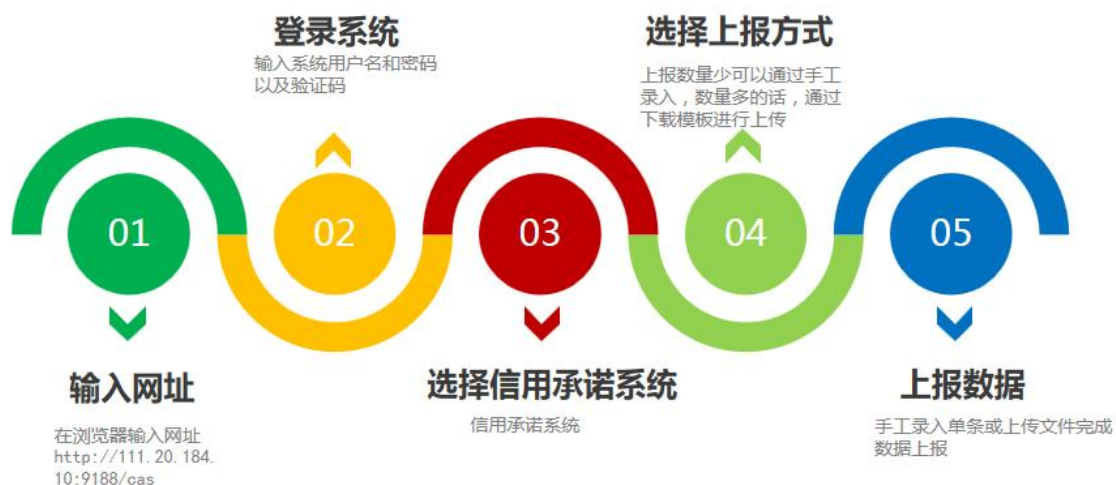 01
输入网址
在浏览器输入网址
http://111.20.184.
10:9188/cas
02
登录系统
输入系统用户名和密码
以及验证码
03
选择信用承诺系统
信用承诺系统
04
选择上报方式
上报数量少可以通过手工
录入，数量多的话，通过
下载模板进行上传
05
上报数据
手工录入单条或上传文件完成
数据上报